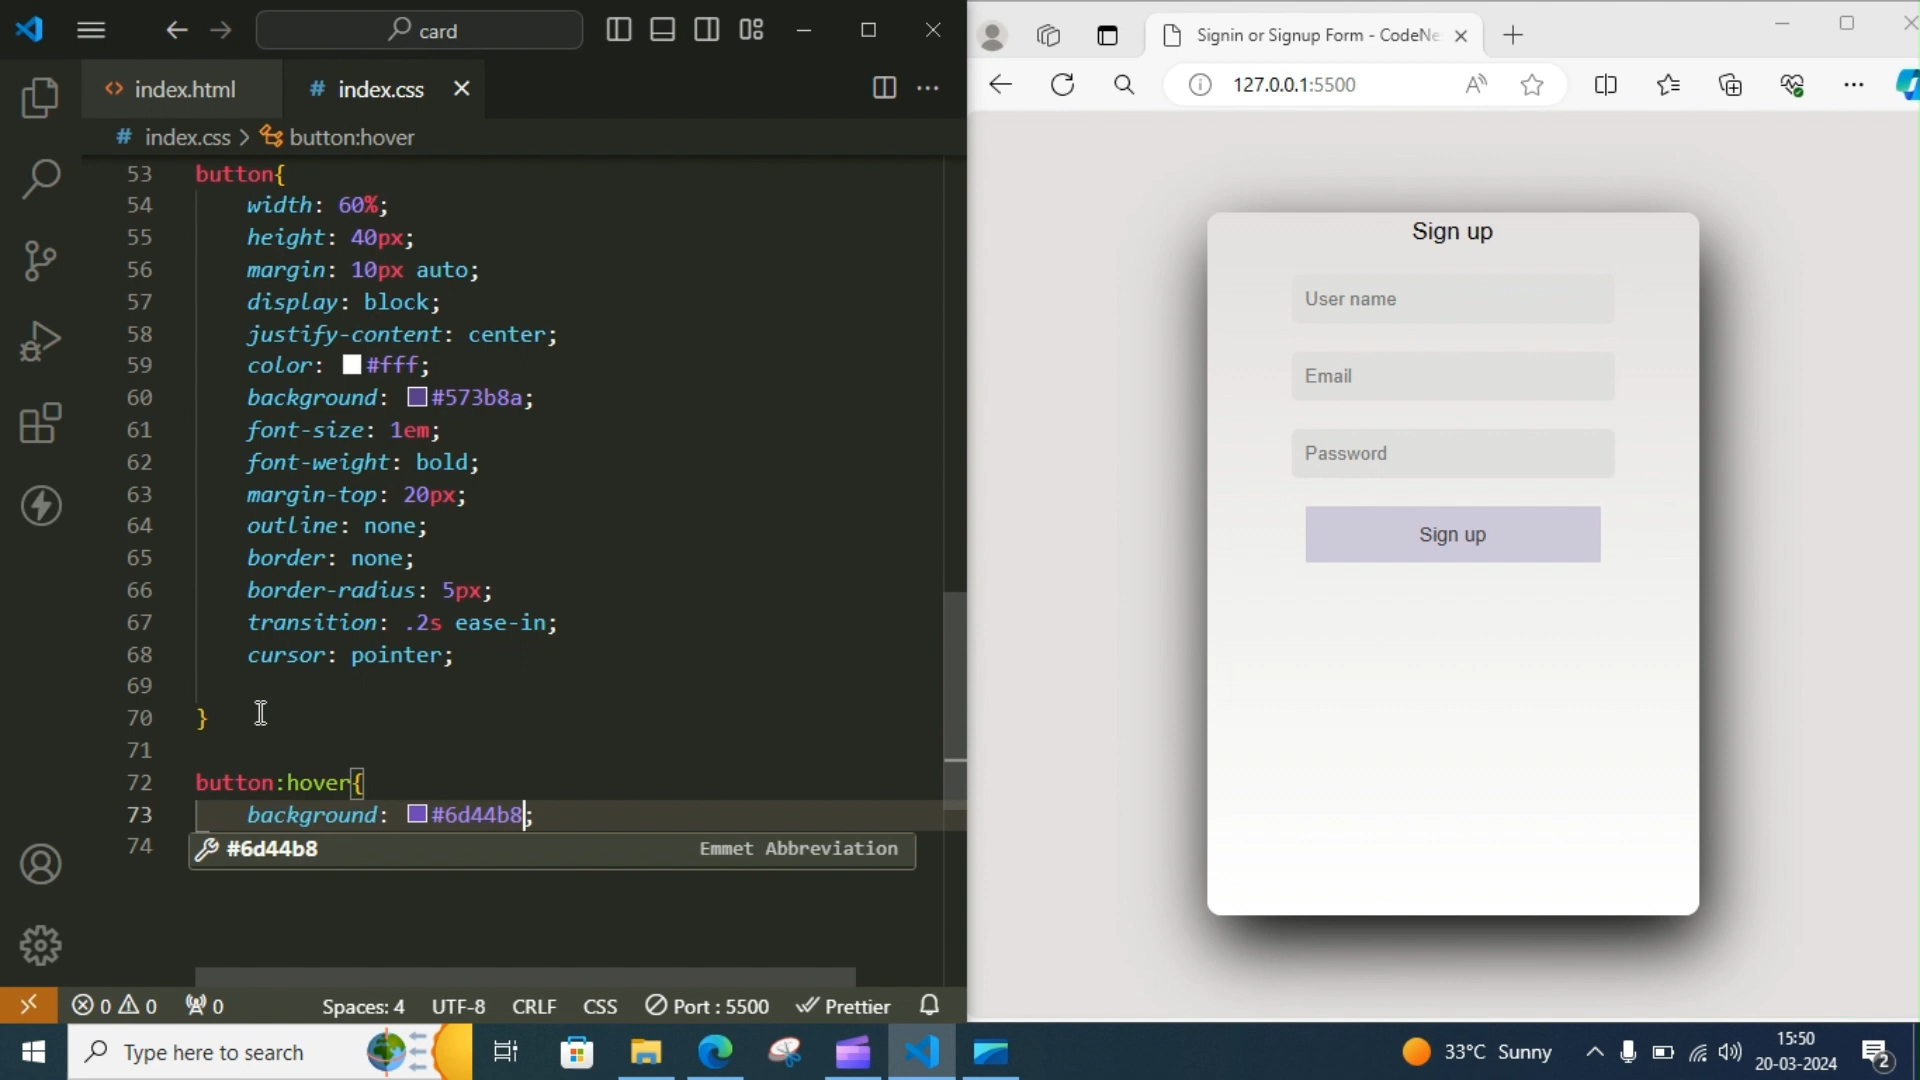 card
index.html
# index.css
# index.css > button:hover
53 button{
54 width: 60%;
55 height: 40px;
56 margin: 10px auto;
57 display: block;
58 justify-content: center;
59 color: #fff;
60 background: #573b8a;
61 font-size: 1em;
62 font-weight: bold;
63 margin-top: 20px;
64 outline: none;
65 border: none;
66 border-radius: 5px;
67 transition: .2s ease-in;
68 cursor: pointer;
69
70 }
71
72 button:hover{
73 background: #6d44b8;
74
#6d44b8 Emmet Abbreviation
0 0 0 Spaces: 4 UTF-8 CRLF CSS Port : 5500 Prettier
Signin or Signup Form - CodeNe
127.0.0.1:5500
Sign up
User name
Email
Password
Sign up
Type here to search
33°C Sunny
15:50
20-03-2024
2